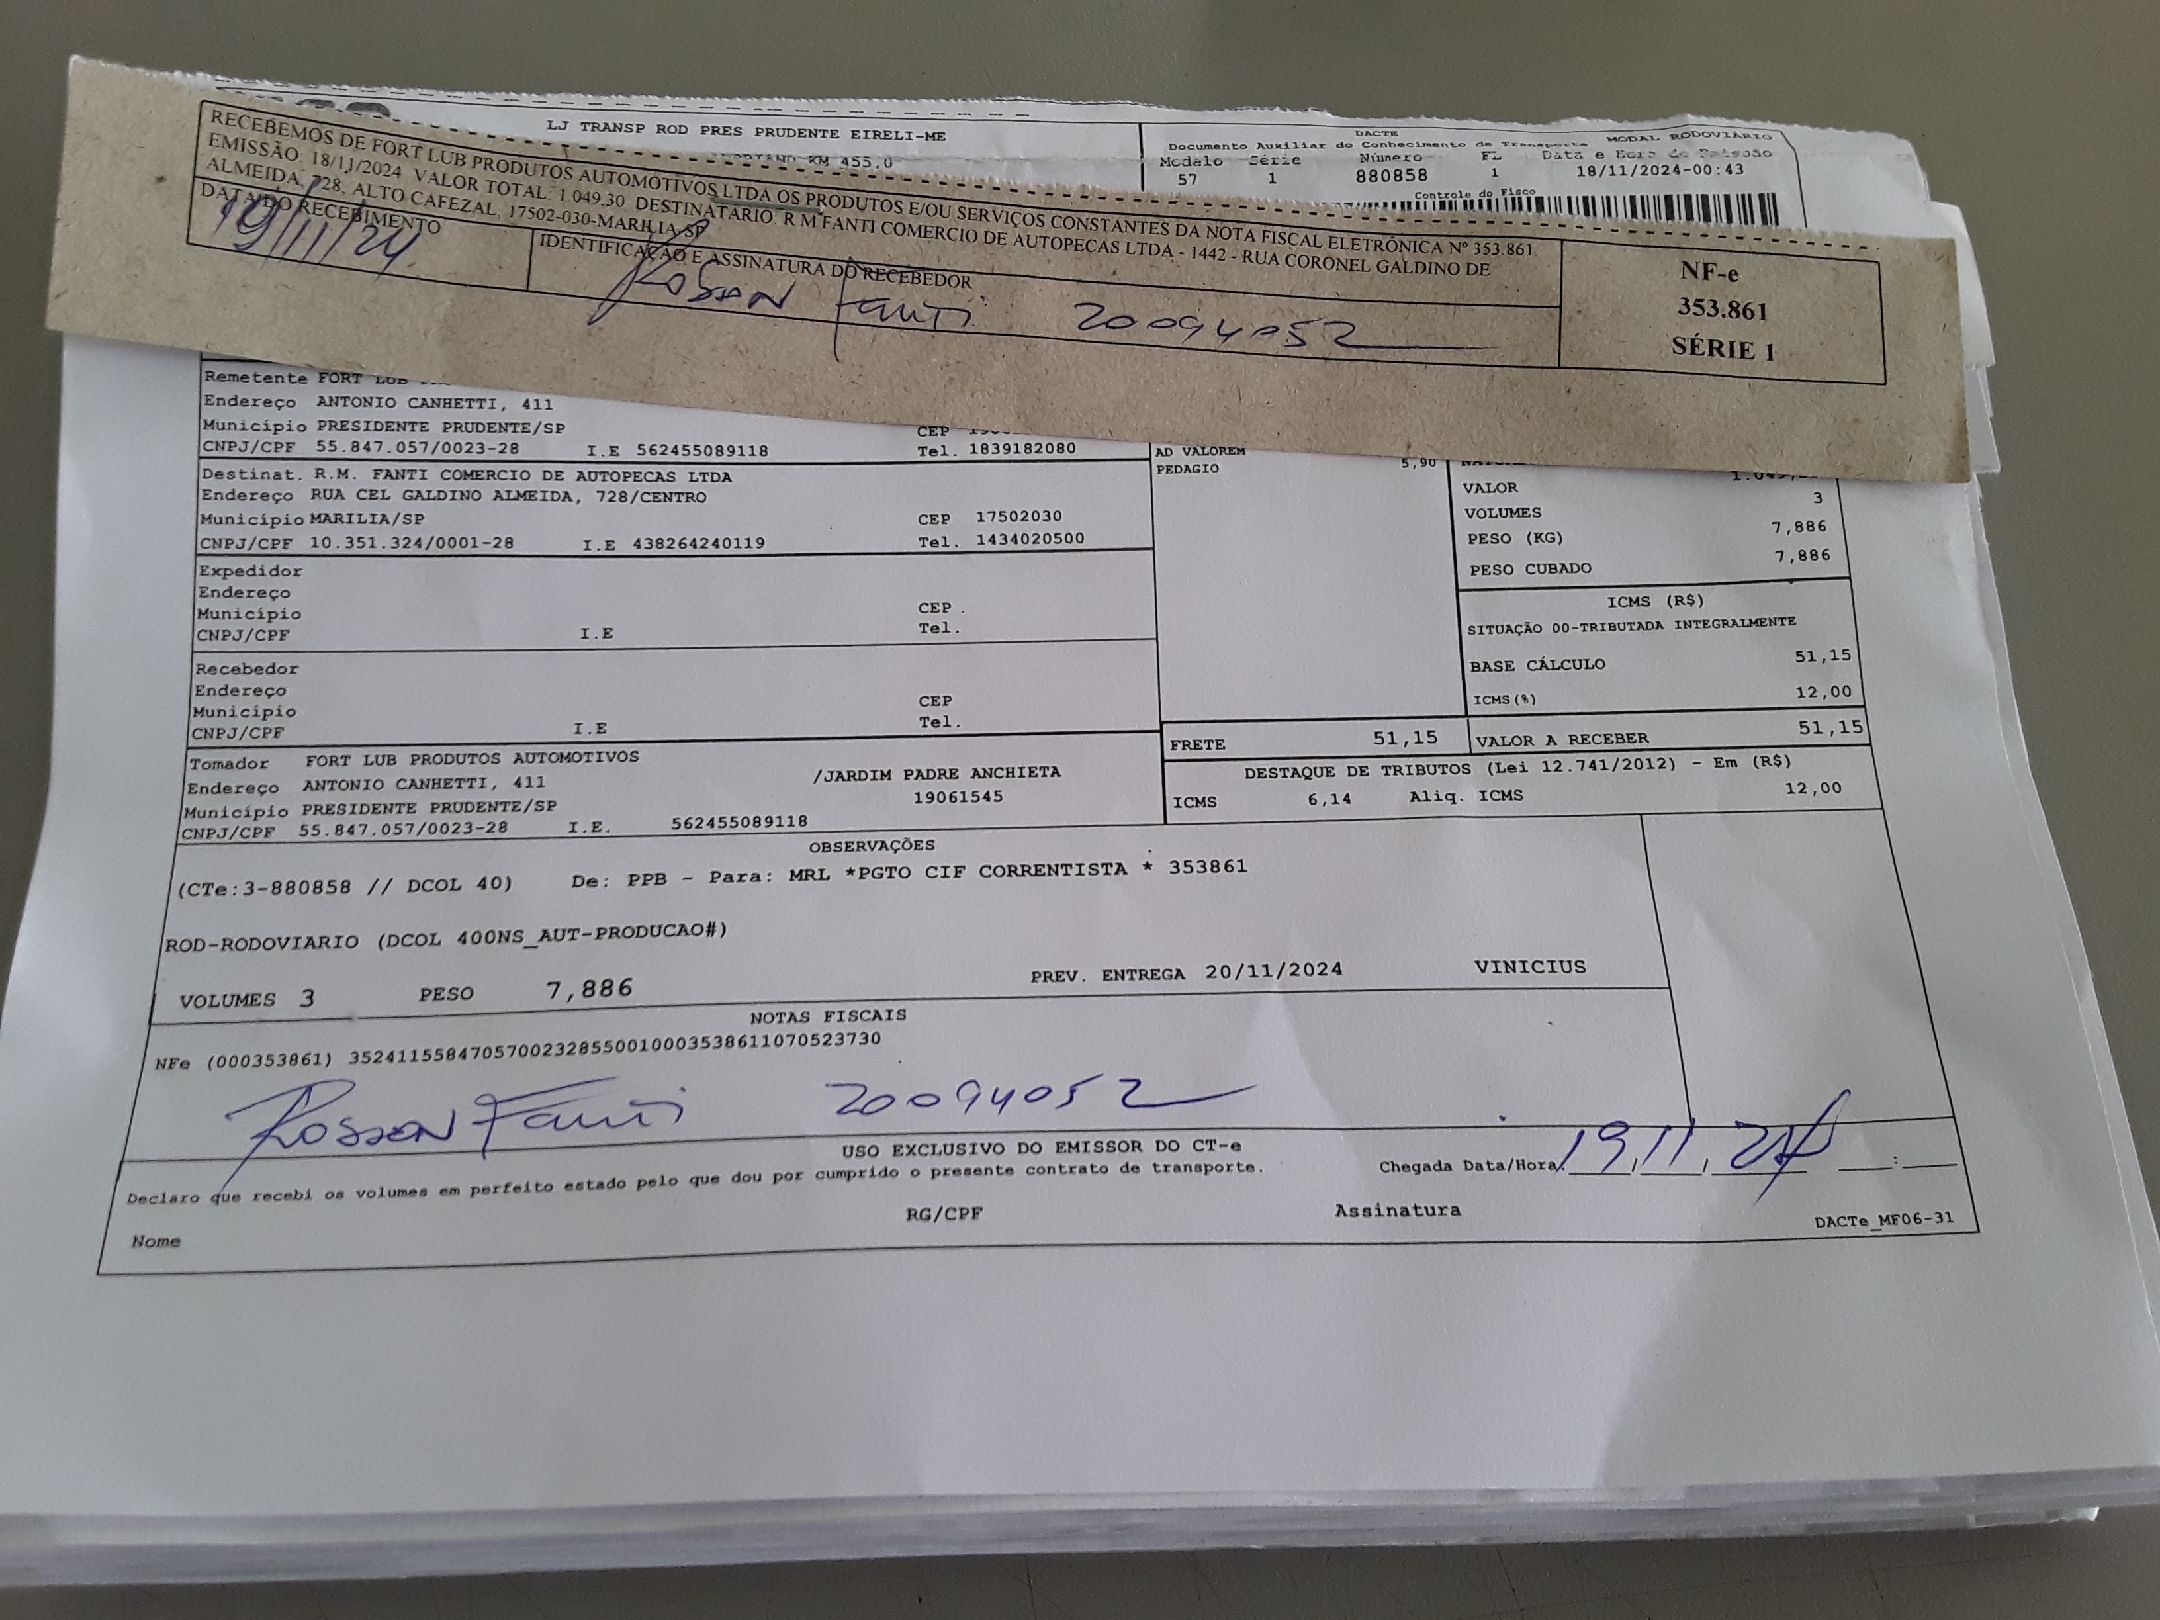 LJ TRANSP ROD PRES PRUDENTE EIRELI-ME
KM 455,0
DACTE
MODAL RODOVIÁRIO
Documento Auxiliar do Conhecimento de Transporte
Modelo Série Número FL Data e Hora de Emissão
57 1 880858 1 18/11/2024-00:43
Controle do Fisco
RECEBEMOS DE FORT LUB PRODUTOS AUTOMOTIVOS LTDA OS PRODUTOS E/OU SERVIÇOS CONSTANTES DA NOTA FISCAL ELETRÔNICA Nº 353.861
EMISSÃO: 18/11/2024 VALOR TOTAL: 1.049,30 DESTINATARIO: R M FANTI COMERCIO DE AUTOPECAS LTDA - 1442 - RUA CORONEL GALDINO DE
ALMEIDA, 728, ALTO CAFEZAL, 17502-030-MARILIA-SP
DATA DO RECEBIMENTO
19/11/24
IDENTIFICAÇÃO E ASSINATURA DO RECEBEDOR
Fanti 20094052
NF-e
353.861
SÉRIE 1
Remetente FORT LUB
Endereço ANTONIO CANHETTI, 411
Município PRESIDENTE PRUDENTE/SP CEP
CNPJ/CPF 55.847.057/0023-28 I.E 562455089118 Tel. 1839182080
Destinat. R.M. FANTI COMERCIO DE AUTOPECAS LTDA
Endereço RUA CEL GALDINO ALMEIDA, 728/CENTRO
Município MARILIA/SP CEP 17502030
CNPJ/CPF 10.351.324/0001-28 I.E 438264240119 Tel. 1434020500
Expedidor
Endereço
Município CEP .
CNPJ/CPF I.E Tel.
Recebedor
Endereço
Município CEP
CNPJ/CPF I.E Tel.
Tomador FORT LUB PRODUTOS AUTOMOTIVOS
Endereço ANTONIO CANHETTI, 411 /JARDIM PADRE ANCHIETA
Município PRESIDENTE PRUDENTE/SP 19061545
CNPJ/CPF 55.847.057/0023-28 I.E. 562455089118
AD VALOREM
PEDAGIO 5,90
VALOR
VOLUMES 3
PESO (KG) 7,886
PESO CUBADO 7,886
ICMS (R$)
SITUAÇÃO 00-TRIBUTADA INTEGRALMENTE
BASE CÁLCULO 51,15
ICMS(%) 12,00
FRETE 51,15 VALOR A RECEBER 51,15
DESTAQUE DE TRIBUTOS (Lei 12.741/2012) - Em (R$)
ICMS 6,14 Aliq. ICMS 12,00
OBSERVAÇÕES
(CTe:3-880858 // DCOL 40) De: PPB - Para: MRL *PGTO CIF CORRENTISTA * 353861
ROD-RODOVIARIO (DCOL 400NS_AUT-PRODUCAO#)
VOLUMES 3 PESO 7,886 PREV. ENTREGA 20/11/2024 VINICIUS
NOTAS FISCAIS
NFe (000353861) 35241155847057002328550010003538611070523730
Fanti 20094052
USO EXCLUSIVO DO EMISSOR DO CT-e
Declaro que recebi os volumes em perfeito estado pelo que dou por cumprido o presente contrato de transporte.
Chegada Data/Hora 19,11,24 :
Nome RG/CPF Assinatura
DACTe_MF06-31